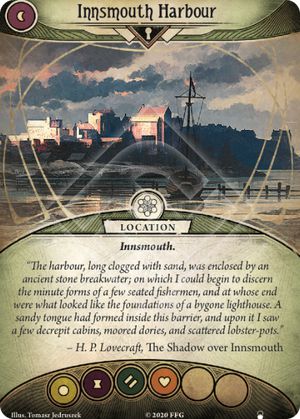 Innsmouth Harbour
LOCATION
Innsmouth.
“The harbour, long clogged with sand, was enclosed by an
ancient stone breakwater; on which I could begin to discern
the minute forms of a few seated fishermen, and at whose end
were what looked like the foundations of a bygone lighthouse. A
sandy tongue had formed inside this barrier, and upon it I saw
a few decrepit cabins, moored dories, and scattered lobster-pots.”
– H. P. Lovecraft, The Shadow over Innsmouth
Illus. Tomasz Jedruszek
© 2020 FFG